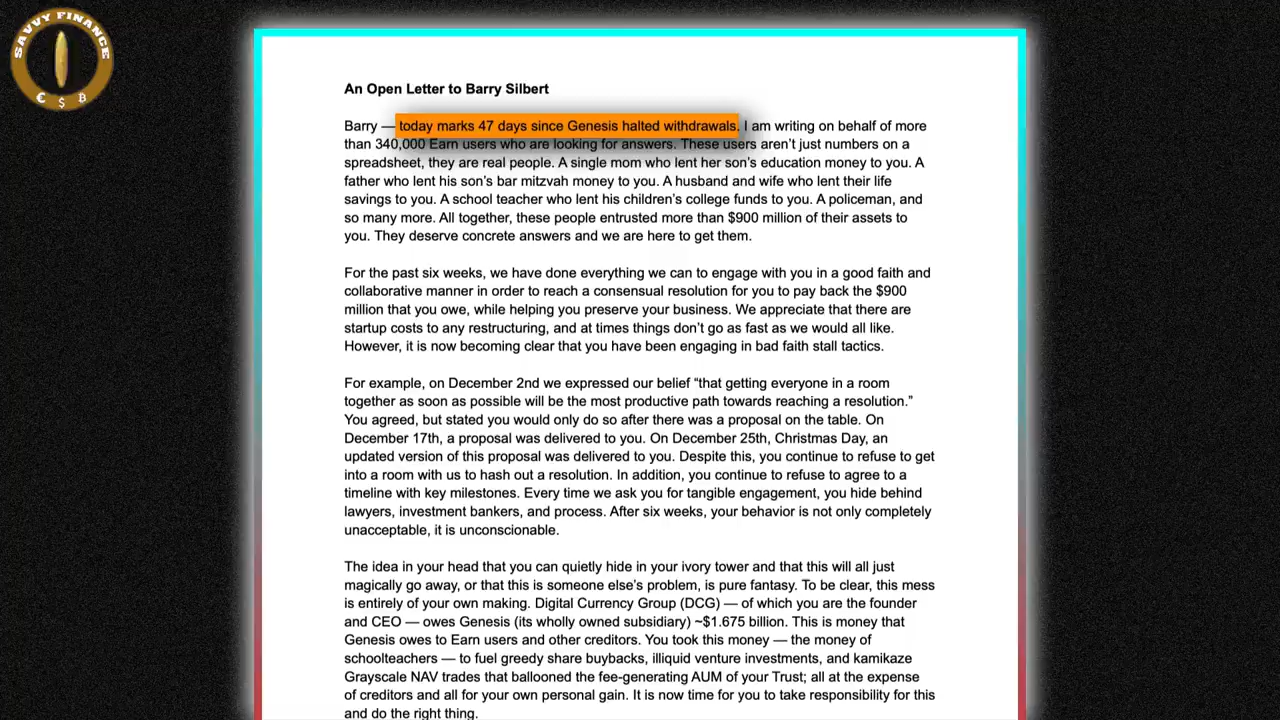 SAVVY FINANCE
€ $ B
An Open Letter to Barry Silbert
Barry — today marks 47 days since Genesis halted withdrawals. I am writing on behalf of more
than 340,000 Earn users who are looking for answers. These users aren’t just numbers on a
spreadsheet, they are real people. A single mom who lent her son’s education money to you. A
father who lent his son’s bar mitzvah money to you. A husband and wife who lent their life
savings to you. A school teacher who lent his children’s college funds to you. A policeman, and
so many more. All together, these people entrusted more than $900 million of their assets to
you. They deserve concrete answers and we are here to get them.
For the past six weeks, we have done everything we can to engage with you in a good faith and
collaborative manner in order to reach a consensual resolution for you to pay back the $900
million that you owe, while helping you preserve your business. We appreciate that there are
startup costs to any restructuring, and at times things don’t go as fast as we would all like.
However, it is now becoming clear that you have been engaging in bad faith stall tactics.
For example, on December 2nd we expressed our belief “that getting everyone in a room
together as soon as possible will be the most productive path towards reaching a resolution.”
You agreed, but stated you would only do so after there was a proposal on the table. On
December 17th, a proposal was delivered to you. On December 25th, Christmas Day, an
updated version of this proposal was delivered to you. Despite this, you continue to refuse to get
into a room with us to hash out a resolution. In addition, you continue to refuse to agree to a
timeline with key milestones. Every time we ask you for tangible engagement, you hide behind
lawyers, investment bankers, and process. After six weeks, your behavior is not only completely
unacceptable, it is unconscionable.
The idea in your head that you can quietly hide in your ivory tower and that this will all just
magically go away, or that this is someone else’s problem, is pure fantasy. To be clear, this mess
is entirely of your own making. Digital Currency Group (DCG) — of which you are the founder
and CEO — owes Genesis (its wholly owned subsidiary) ~$1.675 billion. This is money that
Genesis owes to Earn users and other creditors. You took this money — the money of
schoolteachers — to fuel greedy share buybacks, illiquid venture investments, and kamikaze
Grayscale NAV trades that ballooned the fee-generating AUM of your Trust; all at the expense
of creditors and all for your own personal gain. It is now time for you to take responsibility for this
and do the right thing.